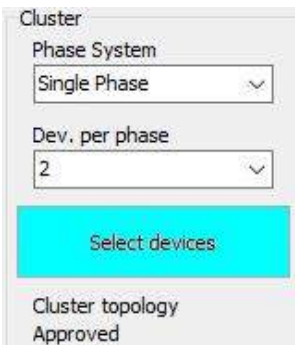 Cluster
Phase System
Single Phase
Dev. per phase
2
Select devices
Cluster topology
Approved